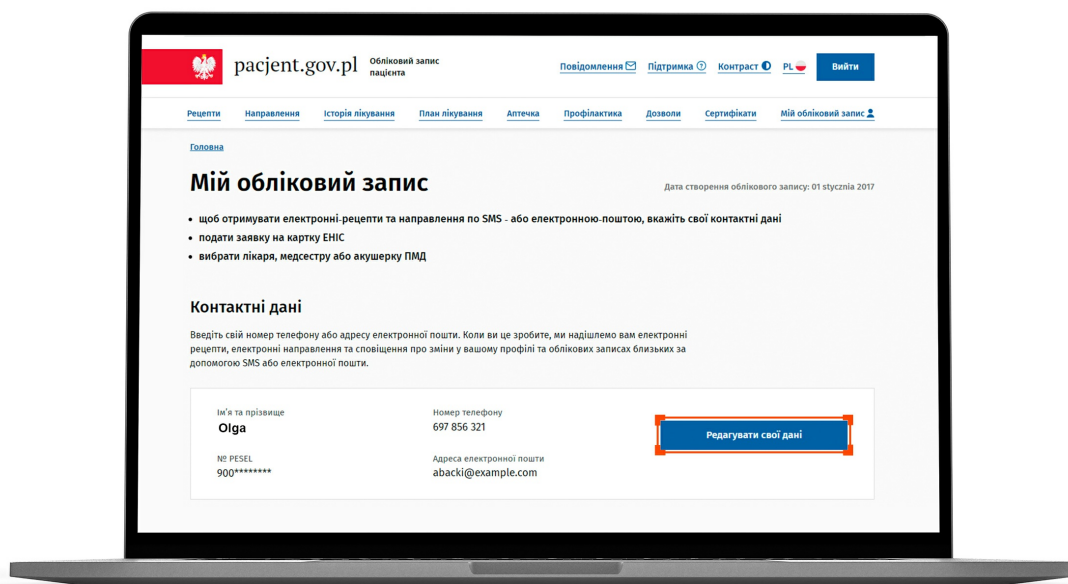 pacjent.gov.pl
Обліковий запис
пацієнта
Повідомлення
Підтримка
Контраст
PL
Вийти
Рецепти
Направлення
Історія лікування
План лікування
Аптечка
Профілактика
Дозволи
Сертифікати
Мій обліковий запис
Головна
Мій обліковий запис
Дата створення облікового запису: 01 stycznia 2017
• щоб отримувати електронні-рецепти та направлення по SMS - або електронною-поштою, вкажіть свої контактні дані
• подати заявку на картку ЕНІС
• вибрати лікаря, медсестру або акушерку ПМД
Контактні дані
Введіть свій номер телефону або адресу електронної пошти. Коли ви це зробите, ми надішлемо вам електронні
рецепти, електронні направлення та сповіщення про зміни у вашому профілі та облікових записах близьких за
допомогою SMS або електронної пошти.
Ім'я та прізвище
Olga
Номер телефону
697 856 321
Редагувати свої дані
№ PESEL
900********
Адреса електронної пошти
abacki@example.com